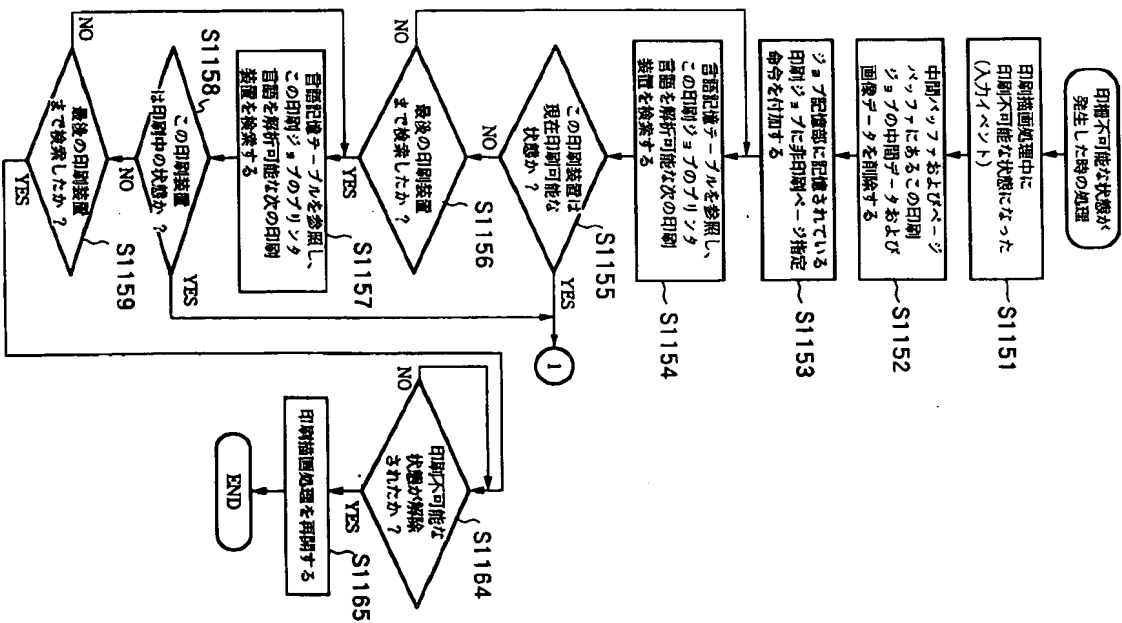 印刷不可能な状態が
発生した時の処理
印刷描画処理中に
印刷不可能な状態になった
(入力イベント)
S1151
中間バッファおよびページ
バッファにあるこの印刷
ジョブの中間データおよび
画像データを削除する
S1152
ジョブ記憶部に記憶されている
印刷ジョブに非印刷ページ指定
命令を付加する
S1153
言語記憶テーブルを参照し、
この印刷ジョブのプリンタ
言語を解析可能な次の印刷
装置を検索する
S1154
この印刷装置は
現在印刷可能な
状態か？
S1155
YES
NO
1
最後の印刷装置
まで検索したか？
S1156
NO
YES
言語記憶テーブルを参照し、
この印刷ジョブのプリンタ
言語を解析可能な次の印刷
装置を検索する
S1157
S1158
この印刷装置
は印刷中の状態か？
YES
NO
最後の印刷装置
まで検索したか？
S1159
NO
YES
印刷不可能な
状態が解除
されたか？
S1164
NO
YES
印刷描画処理を再開する
S1165
END